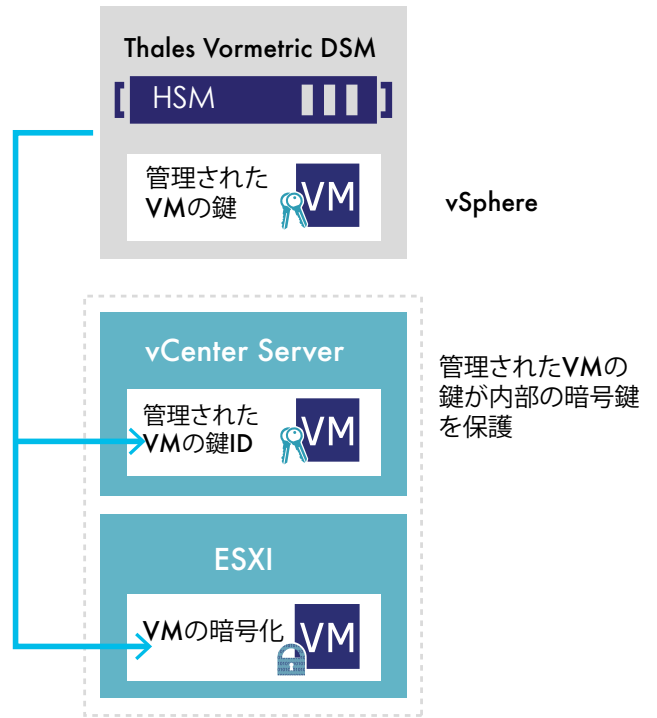 Thales Vormetric DSM
HSM
管理された
VMの鍵
VM
vSphere
vCenter Server
管理された
VMの鍵ID
VM
管理されたVMの
鍵が内部の暗号鍵
を保護
ESXI
VMの暗号化
VM